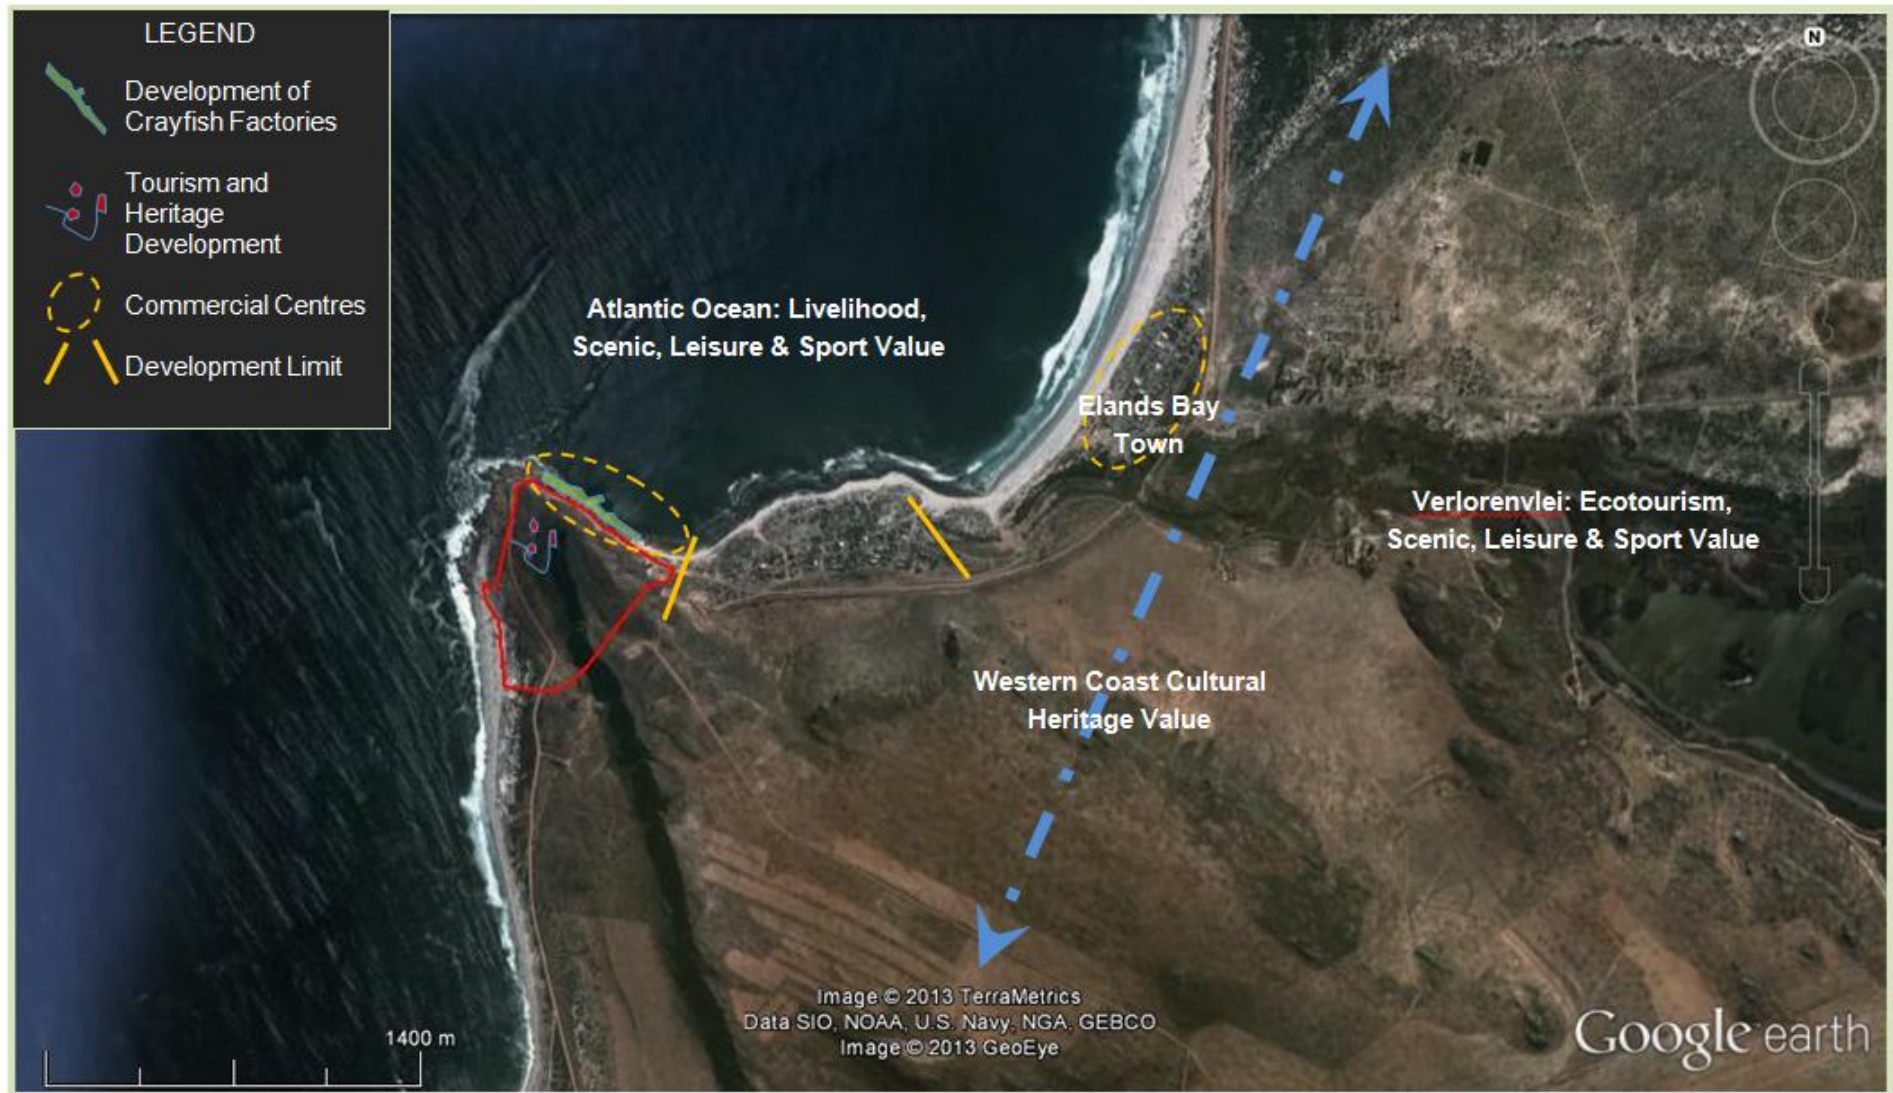 LEGEND
Development of
Crayfish Factories
Tourism and
Heritage
Development
Commercial Centres
Development Limit
N
Atlantic Ocean: Livelihood,
Scenic, Leisure & Sport Value
Elands Bay
Town
Verlorenvlei: Ecotourism,
Scenic, Leisure & Sport Value
Western Coast Cultural
Heritage Value
Image © 2013 TerraMetrics
Data SIO, NOAA, U.S. Navy, NGA, GEBCO
Image © 2013 GeoEye
1400 m
Google earth